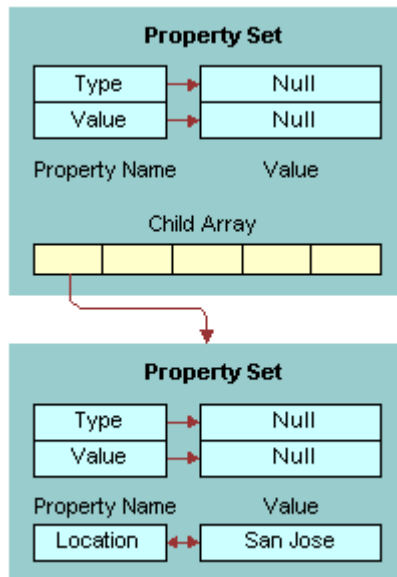 Property Set
Type Null
Value Null
Property Name Value
Child Array
Property Set
Type Null
Value Null
Property Name Value
Location San Jose